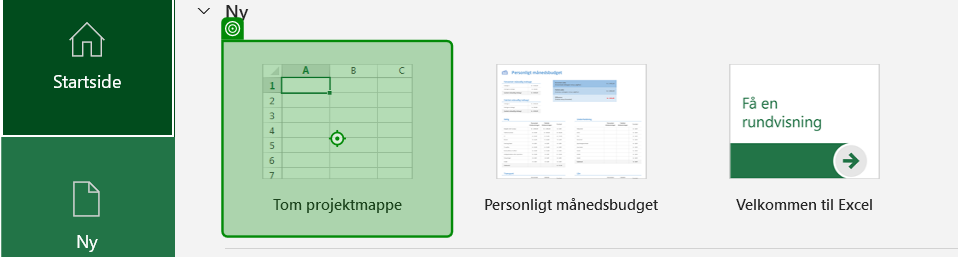 Ny
Startside
Ny
A B C
1
2
3
4
5
6
7
Tom projektmappe
Personligt månedsbudget
Personligt månedsbudget
Få en
rundvisning
Velkommen til Excel